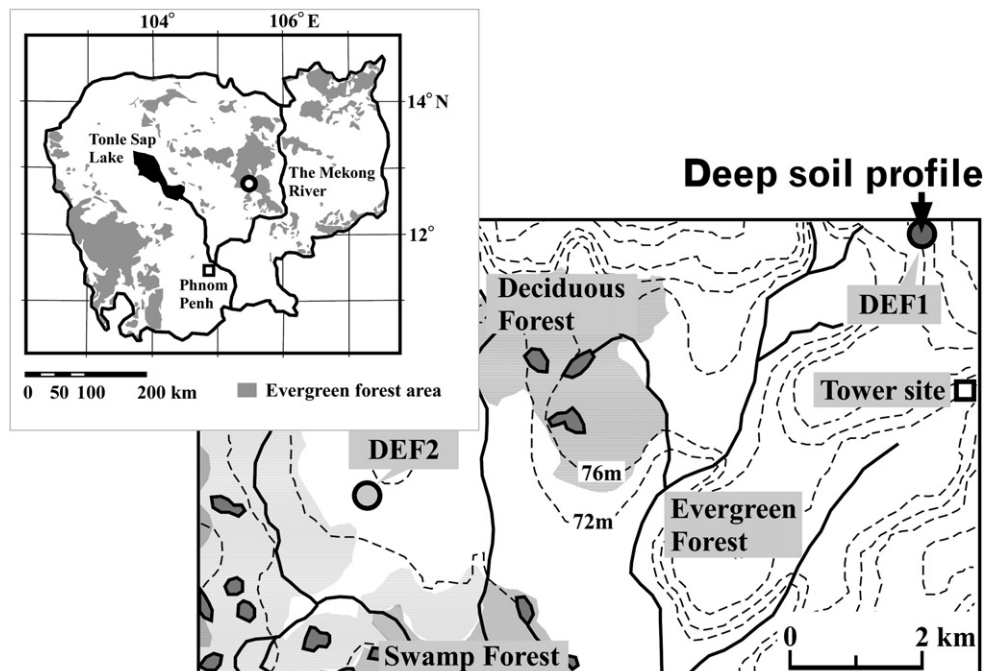 104° 106° E
14° N
Tonle Sap
Lake
The Mekong
River
12°
Phnom
Penh
0 50 100 200 km
Evergreen forest area
Deep soil profile
Deciduous
Forest
DEF1
Tower site
DEF2
76m
72m
Evergreen
Forest
Swamp Forest
0 2 km